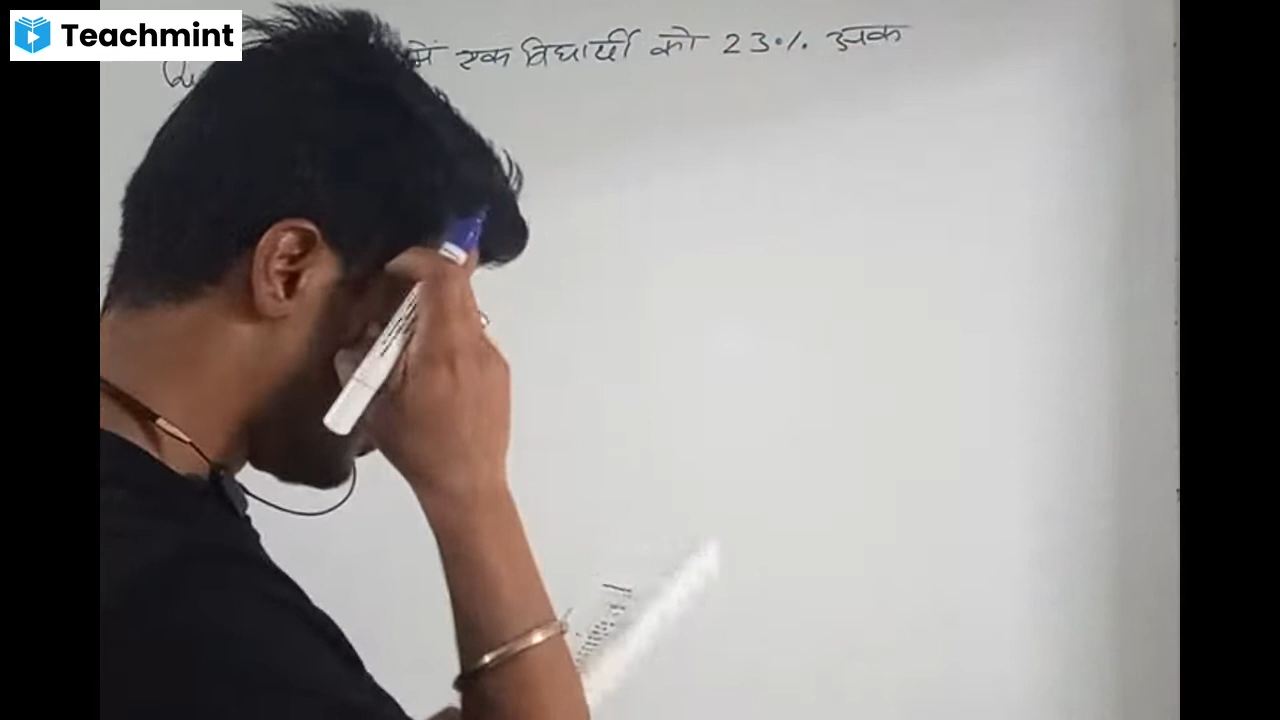 Teachmint
में एक विद्यार्थी को 23% अंक